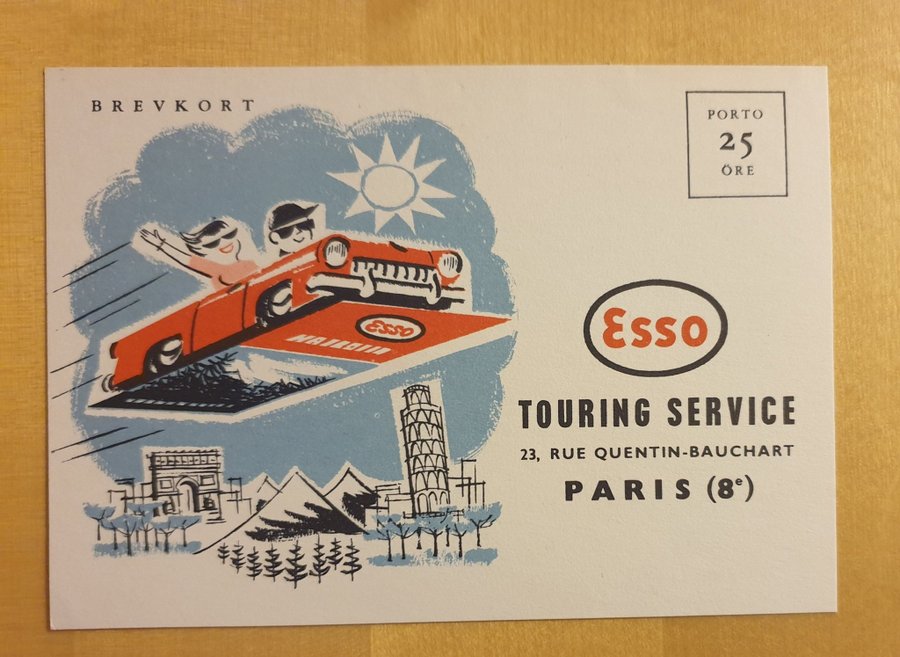 BREVKORT
PORTO
25
ÖRE
Esso
Esso
TOURING SERVICE
23, RUE QUENTIN-BAUCHART
PARIS (8e)